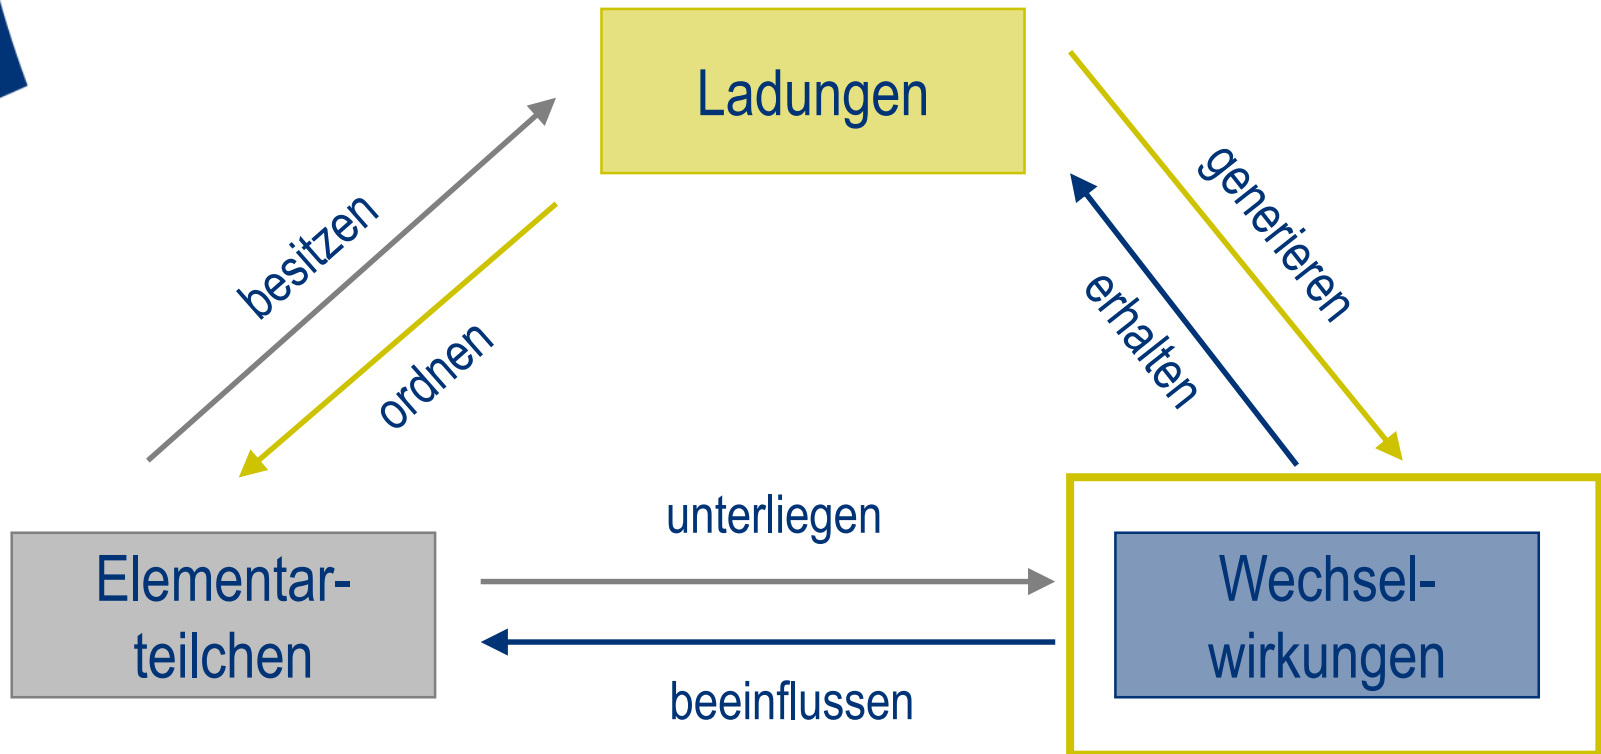 Ladungen
besitzen
ordnen
generieren
erhalten
unterliegen
Elementar-
teilchen
Wechsel-
wirkungen
beeinflussen